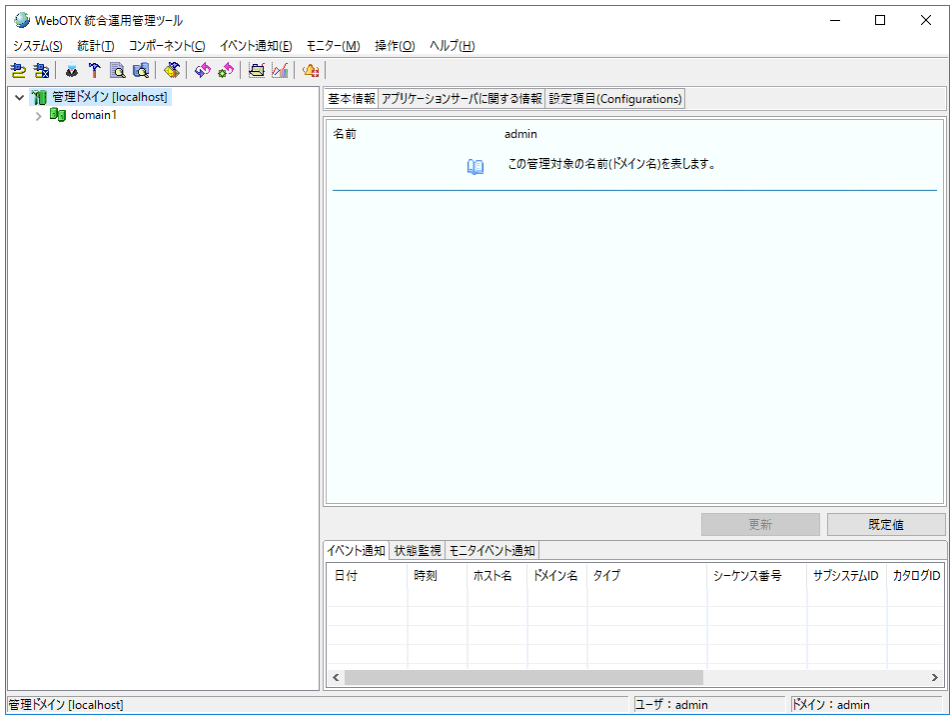 WebOTX 統合運用管理ツール
システム(S) 統計(T) コンポーネント(C) イベント通知(E) モニター(M) 操作(O) ヘルプ(H)
管理ドメイン [localhost]
domain1
基本情報 アプリケーションサーバに関する情報 設定項目(Configurations)
名前 admin
この管理対象の名前(ドメイン名)を表します。
更新 既定値
イベント通知 状態監視 モニタイベント通知
日付 時刻 ホスト名 ドメイン名 タイプ シーケンス番号 サブシステムID カタログID
管理ドメイン [localhost] ユーザ：admin ドメイン：admin